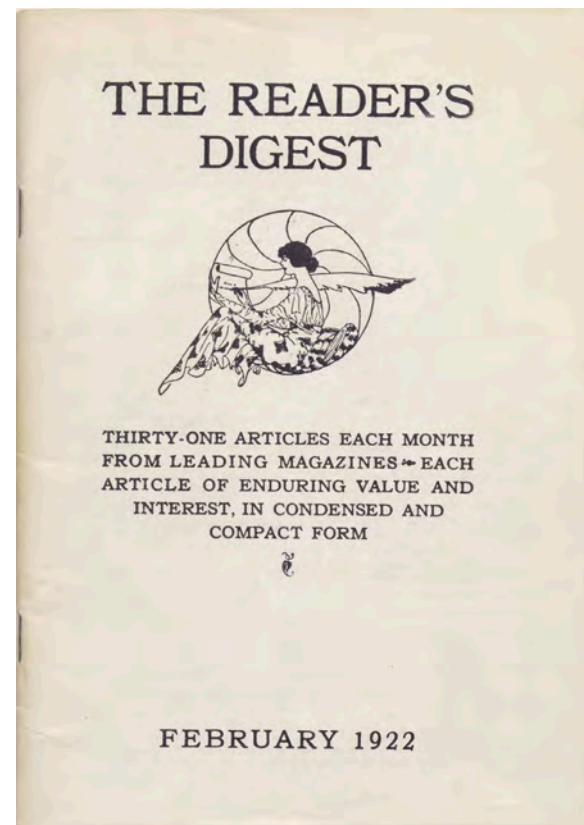 THE READER'S
DIGEST
THIRTY-ONE ARTICLES EACH MONTH
FROM LEADING MAGAZINES❧EACH
ARTICLE OF ENDURING VALUE AND
INTEREST, IN CONDENSED AND
COMPACT FORM
FEBRUARY 1922